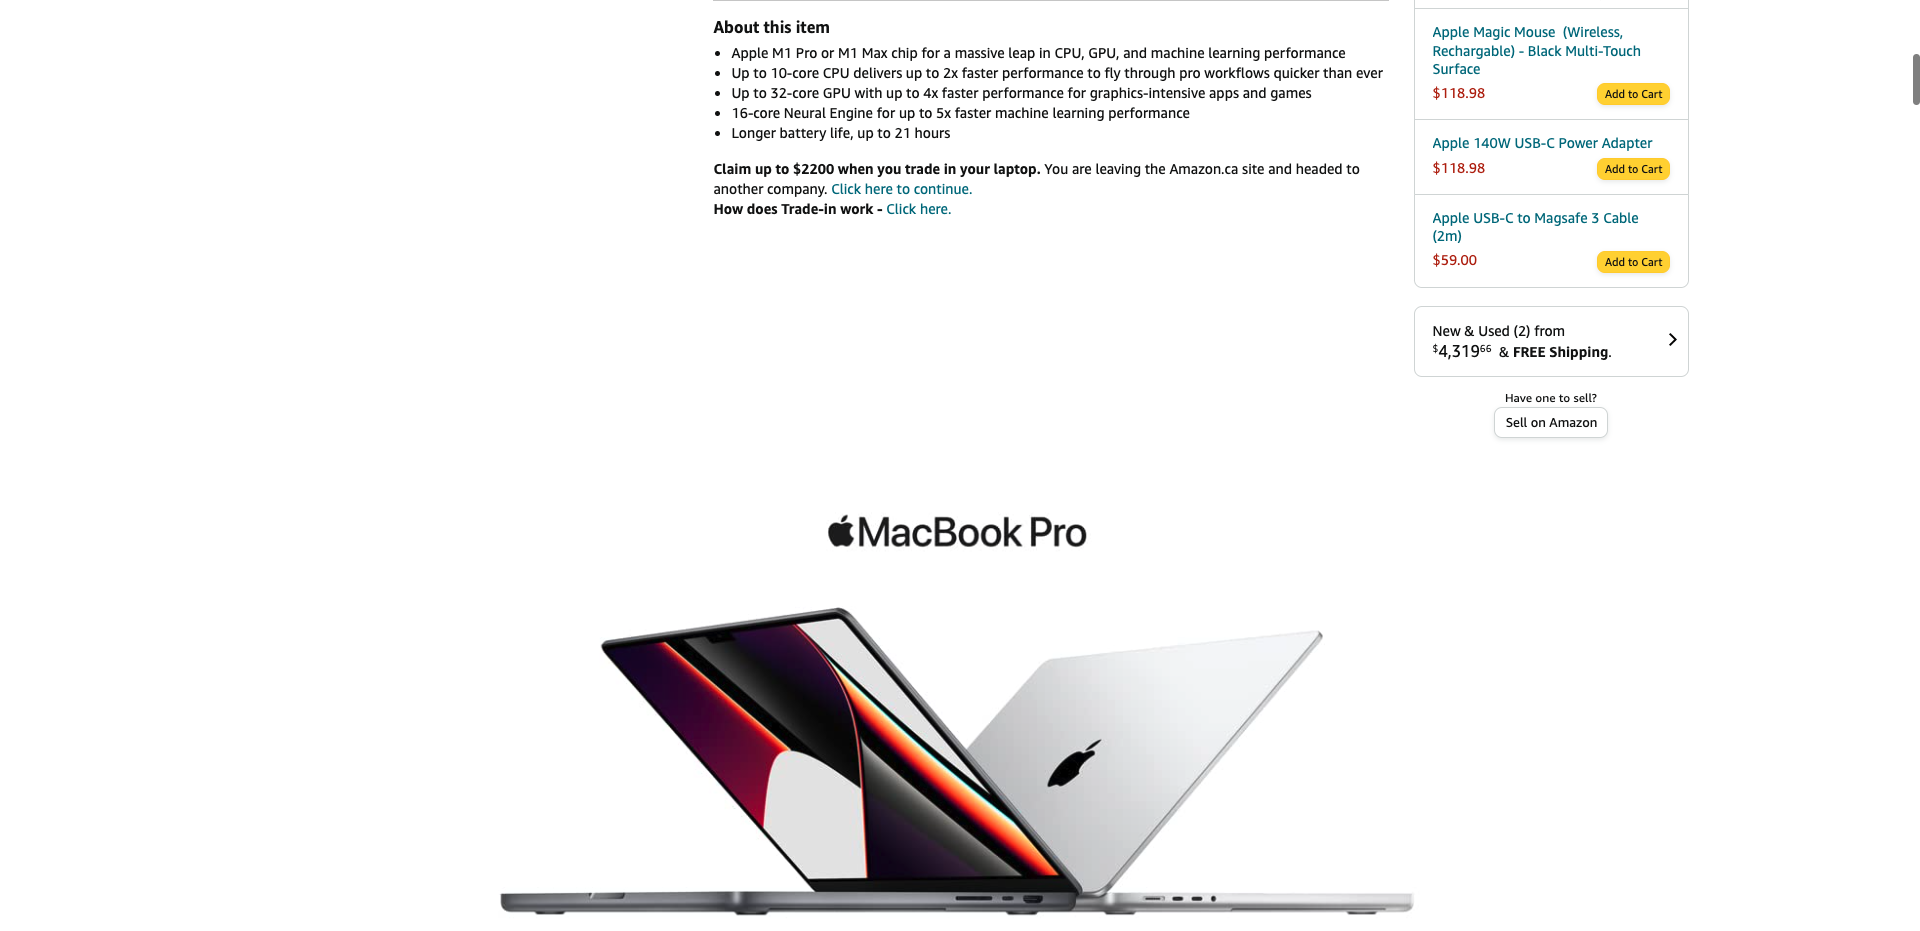 About this item
Apple M1 Pro or M1 Max chip for a massive leap in CPU, GPU, and machine learning performance
Up to 10-core CPU delivers up to 2x faster performance to fly through pro workflows quicker than ever
Up to 32-core GPU with up to 4x faster performance for graphics-intensive apps and games
16-core Neural Engine for up to 5x faster machine learning performance
Longer battery life, up to 21 hours
Claim up to $2200 when you trade in your laptop. You are leaving the Amazon.ca site and headed to
another company. Click here to continue.
How does Trade-in work - Click here.
Apple Magic Mouse (Wireless,
Rechargable) - Black Multi-Touch
Surface
$118.98 Add to Cart
Apple 140W USB-C Power Adapter
$118.98 Add to Cart
Apple USB-C to Magsafe 3 Cable
(2m)
$59.00 Add to Cart
New & Used (2) from
$4,31966 & FREE Shipping.
Have one to sell?
Sell on Amazon
MacBook Pro